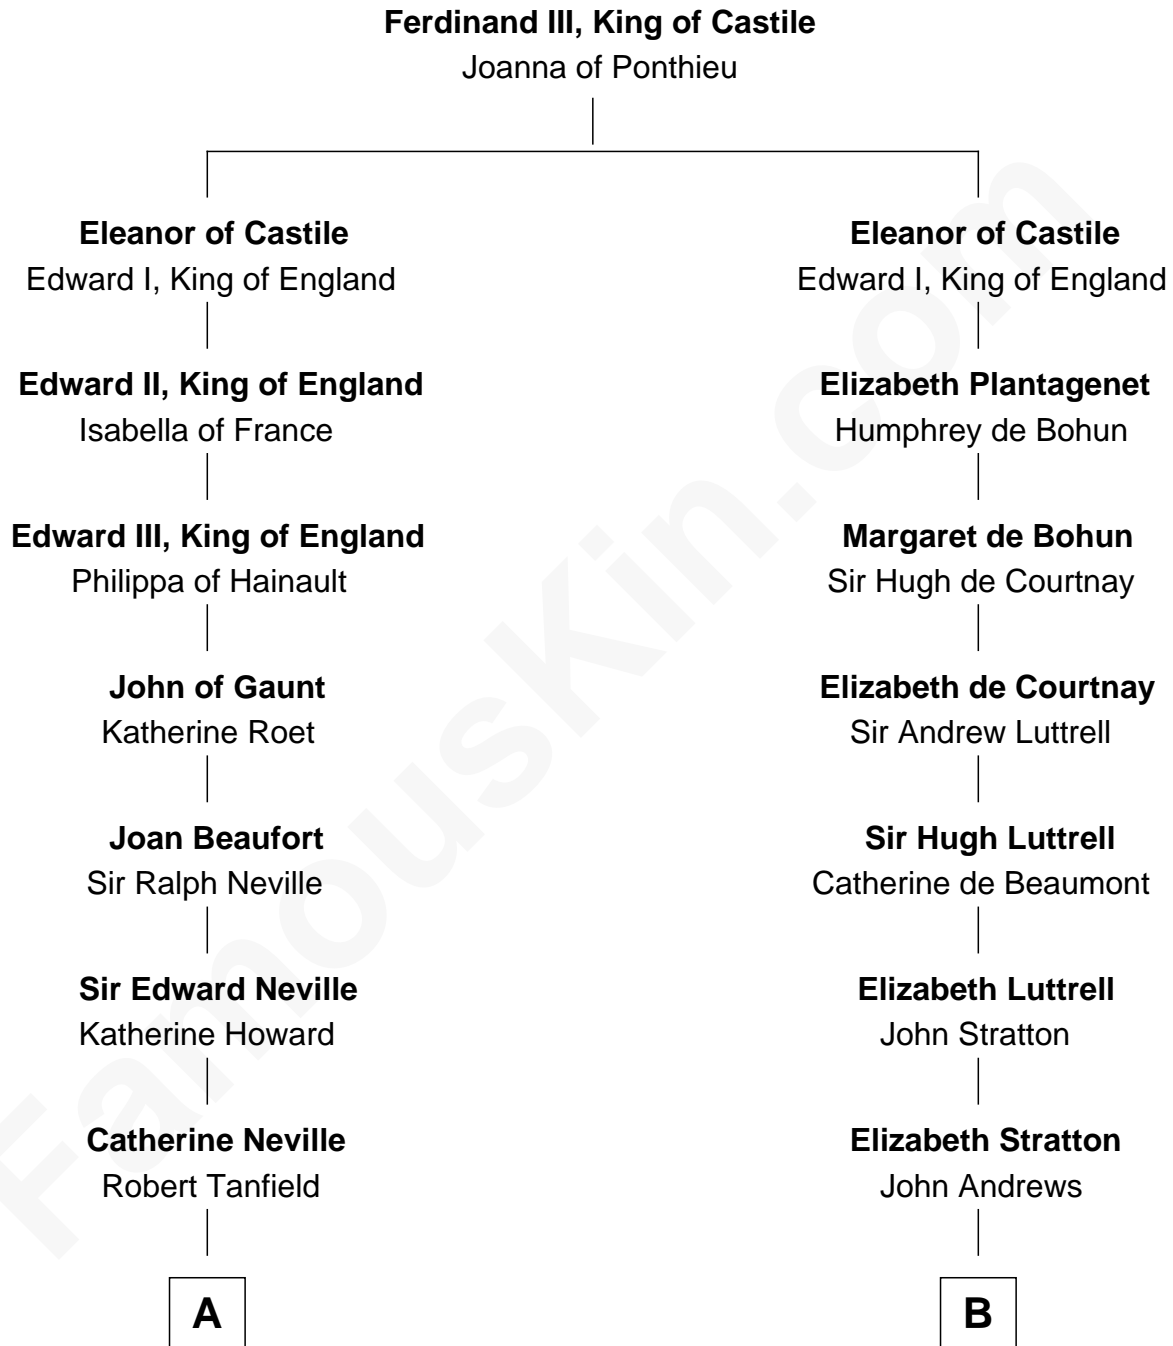 Ferdinand III, King of Castile
Joanna of Ponthieu
Eleanor of Castile
Edward I, King of England
Eleanor of Castile
Edward I, King of England
Edward II, King of England
Isabella of France
Elizabeth Plantagenet
Humphrey de Bohun
Edward III, King of England
Philippa of Hainault
Margaret de Bohun
Sir Hugh de Courtnay
John of Gaunt
Katherine Roet
Elizabeth de Courtnay
Sir Andrew Luttrell
Joan Beaufort
Sir Ralph Neville
Sir Hugh Luttrell
Catherine de Beaumont
Sir Edward Neville
Katherine Howard
Elizabeth Luttrell
John Stratton
Catherine Neville
Robert Tanfield
Elizabeth Stratton
John Andrews
A
B
FamousKin.com